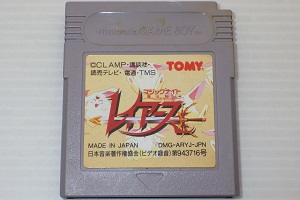 Nintendo GAME BOY
©CLAMP・講談社・
読売テレビ・電通・TMS
TOMY
マジックナイト
レイアース
MADE IN JAPAN
DMG-ARYJ-JPN
日本音楽著作権協会(ビデオ録音)第943716号